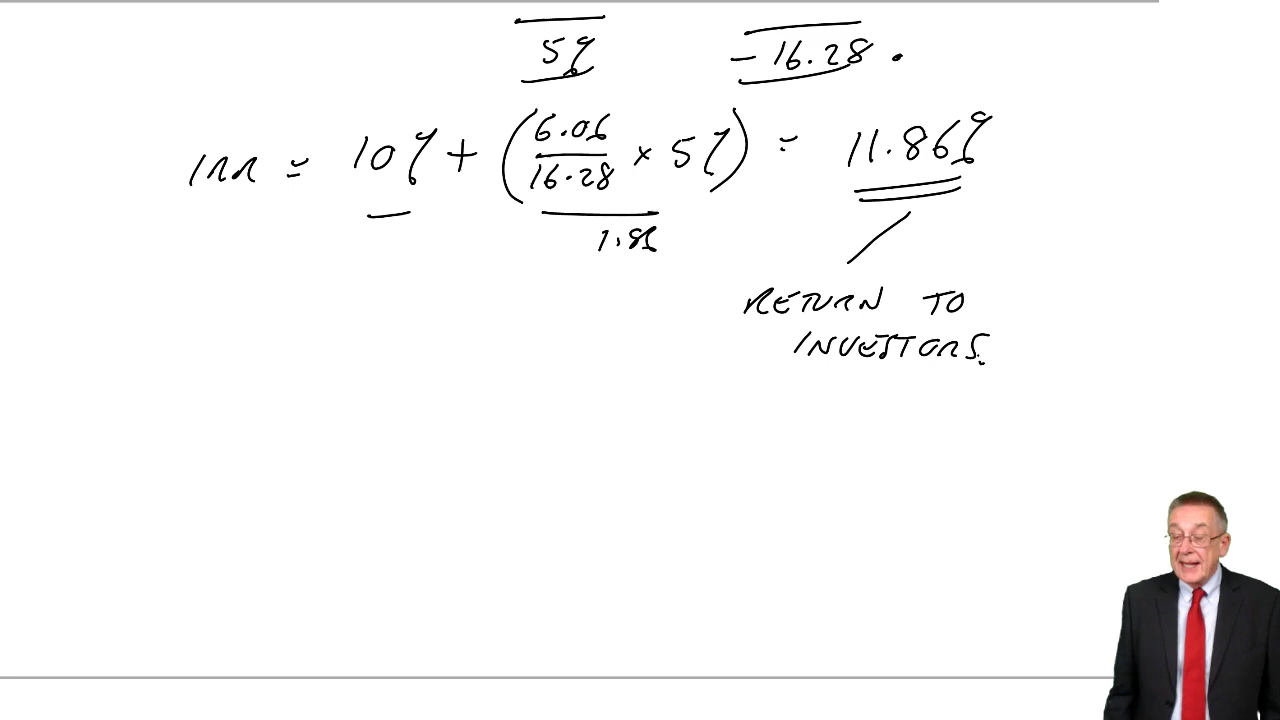 5% - 16.28 .
IRR = 10% + (6.06/16.28 × 5%) = 11.86%
1.86
RETURN TO
INVESTORS.